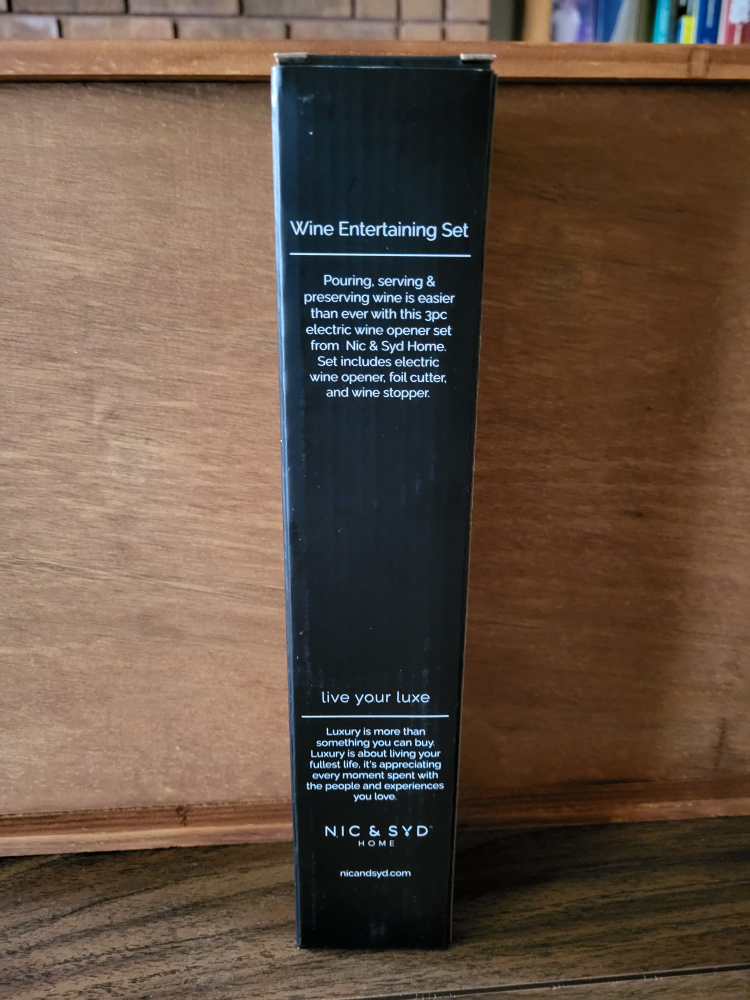 Wine Entertaining Set
Pouring, serving &
preserving wine is easier
than ever with this 3pc
electric wine opener set
from Nic & Syd Home.
Set includes electric
wine opener, foil cutter,
and wine stopper.
live your luxe
Luxury is more than
something you can buy.
Luxury is about living your
fullest life, it's appreciating
every moment spent with
the people and experiences
you love.
NIC & SYD
HOME
nicandsyd.com